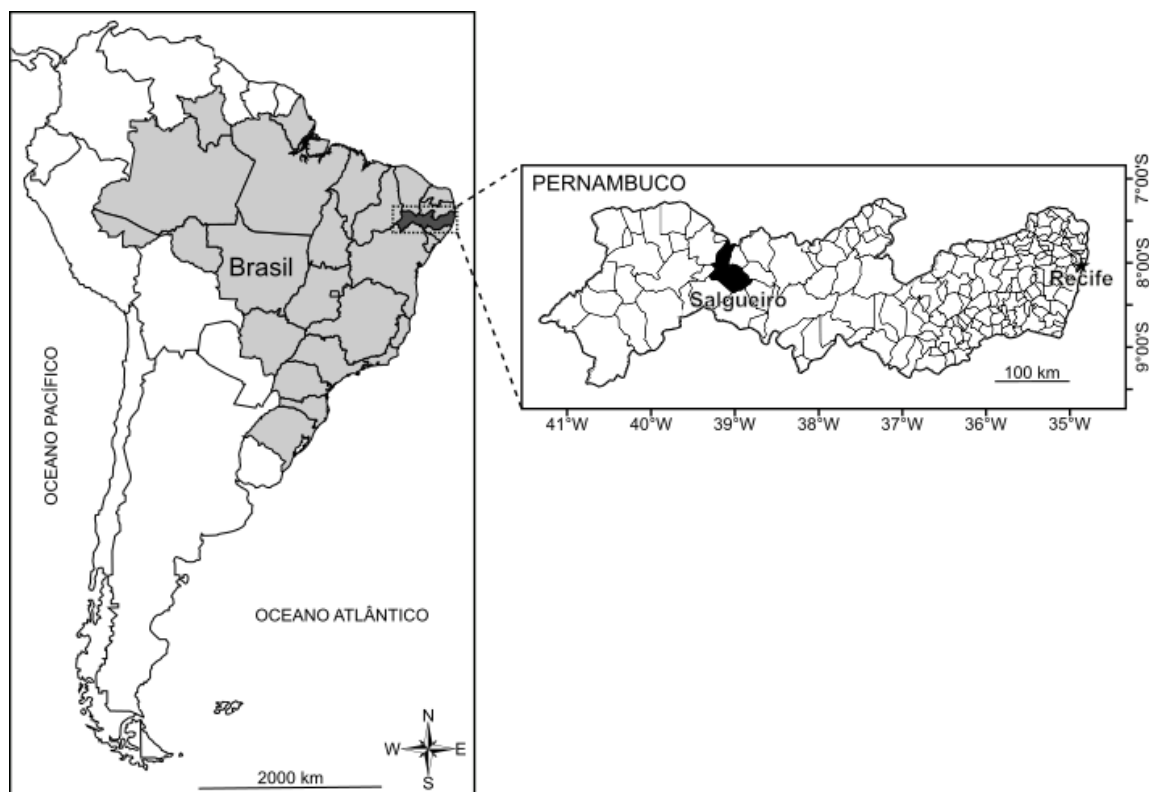 Brasil
OCEANO PACÍFICO
OCEANO ATLÂNTICO
N
W E
S
2000 km
PERNAMBUCO
Salgueiro
Recife
100 km
7°00'S
8°00'S
9°00'S
41°W 40°W 39°W 38°W 37°W 36°W 35°W